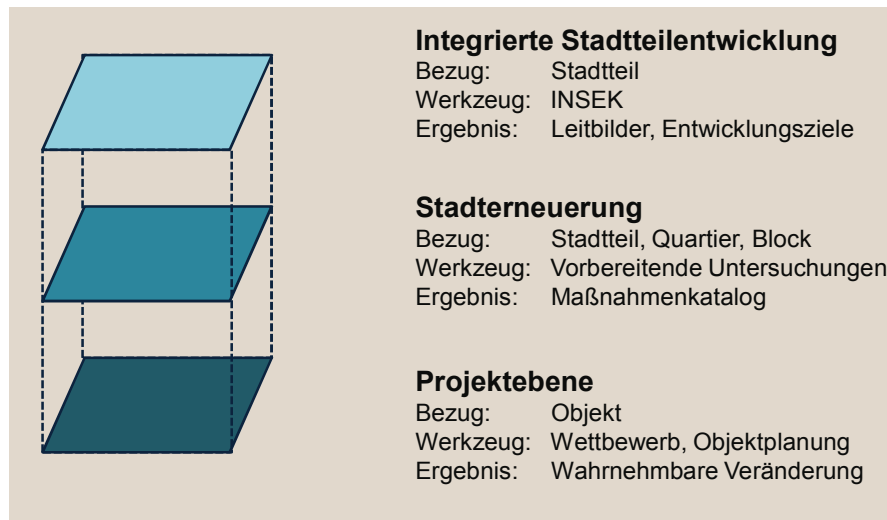 Integrierte Stadtteilentwicklung
Bezug: Stadtteil
Werkzeug: INSEK
Ergebnis: Leitbilder, Entwicklungsziele
Stadterneuerung
Bezug: Stadtteil, Quartier, Block
Werkzeug: Vorbereitende Untersuchungen
Ergebnis: Maßnahmenkatalog
Projektebene
Bezug: Objekt
Werkzeug: Wettbewerb, Objektplanung
Ergebnis: Wahrnehmbare Veränderung